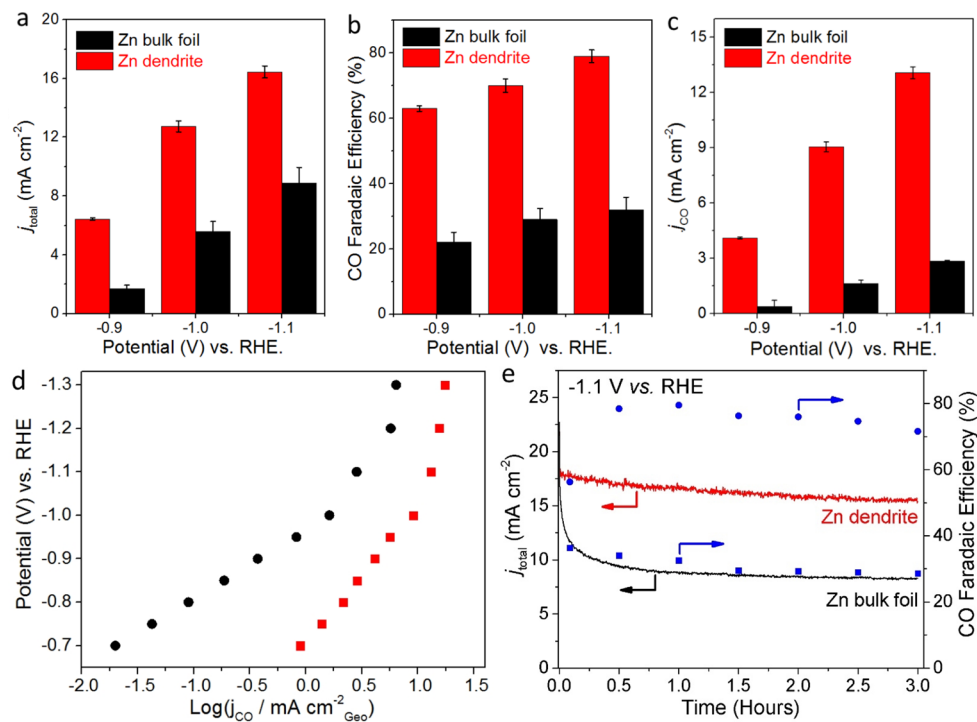 a
20
16
12
8
4
0
j total (mA cm-2)
Zn bulk foil
Zn dendrite
-0.9 -1.0 -1.1
Potential (V) vs. RHE.
b
80
60
40
20
0
CO Faradaic Efficiency (%)
Zn bulk foil
Zn dendrite
-0.9 -1.0 -1.1
Potential (V) vs. RHE.
c
15
12
9
6
3
0
j CO (mA cm-2)
Zn bulk foil
Zn dendrite
-0.9 -1.0 -1.1
Potential (V) vs. RHE.
d
-1.3
-1.2
-1.1
-1.0
-0.9
-0.8
-0.7
Potential (V) vs. RHE
-2.0 -1.5 -1.0 -0.5 0.0 0.5 1.0 1.5
Log(jCO / mA cm-2 Geo)
e
-1.1 V vs. RHE
25
20
15
10
5
0
j total (mA cm-2)
Zn dendrite
Zn bulk foil
80
60
40
20
0
CO Faradaic Efficiency (%)
0.0 0.5 1.0 1.5 2.0 2.5 3.0
Time (Hours)